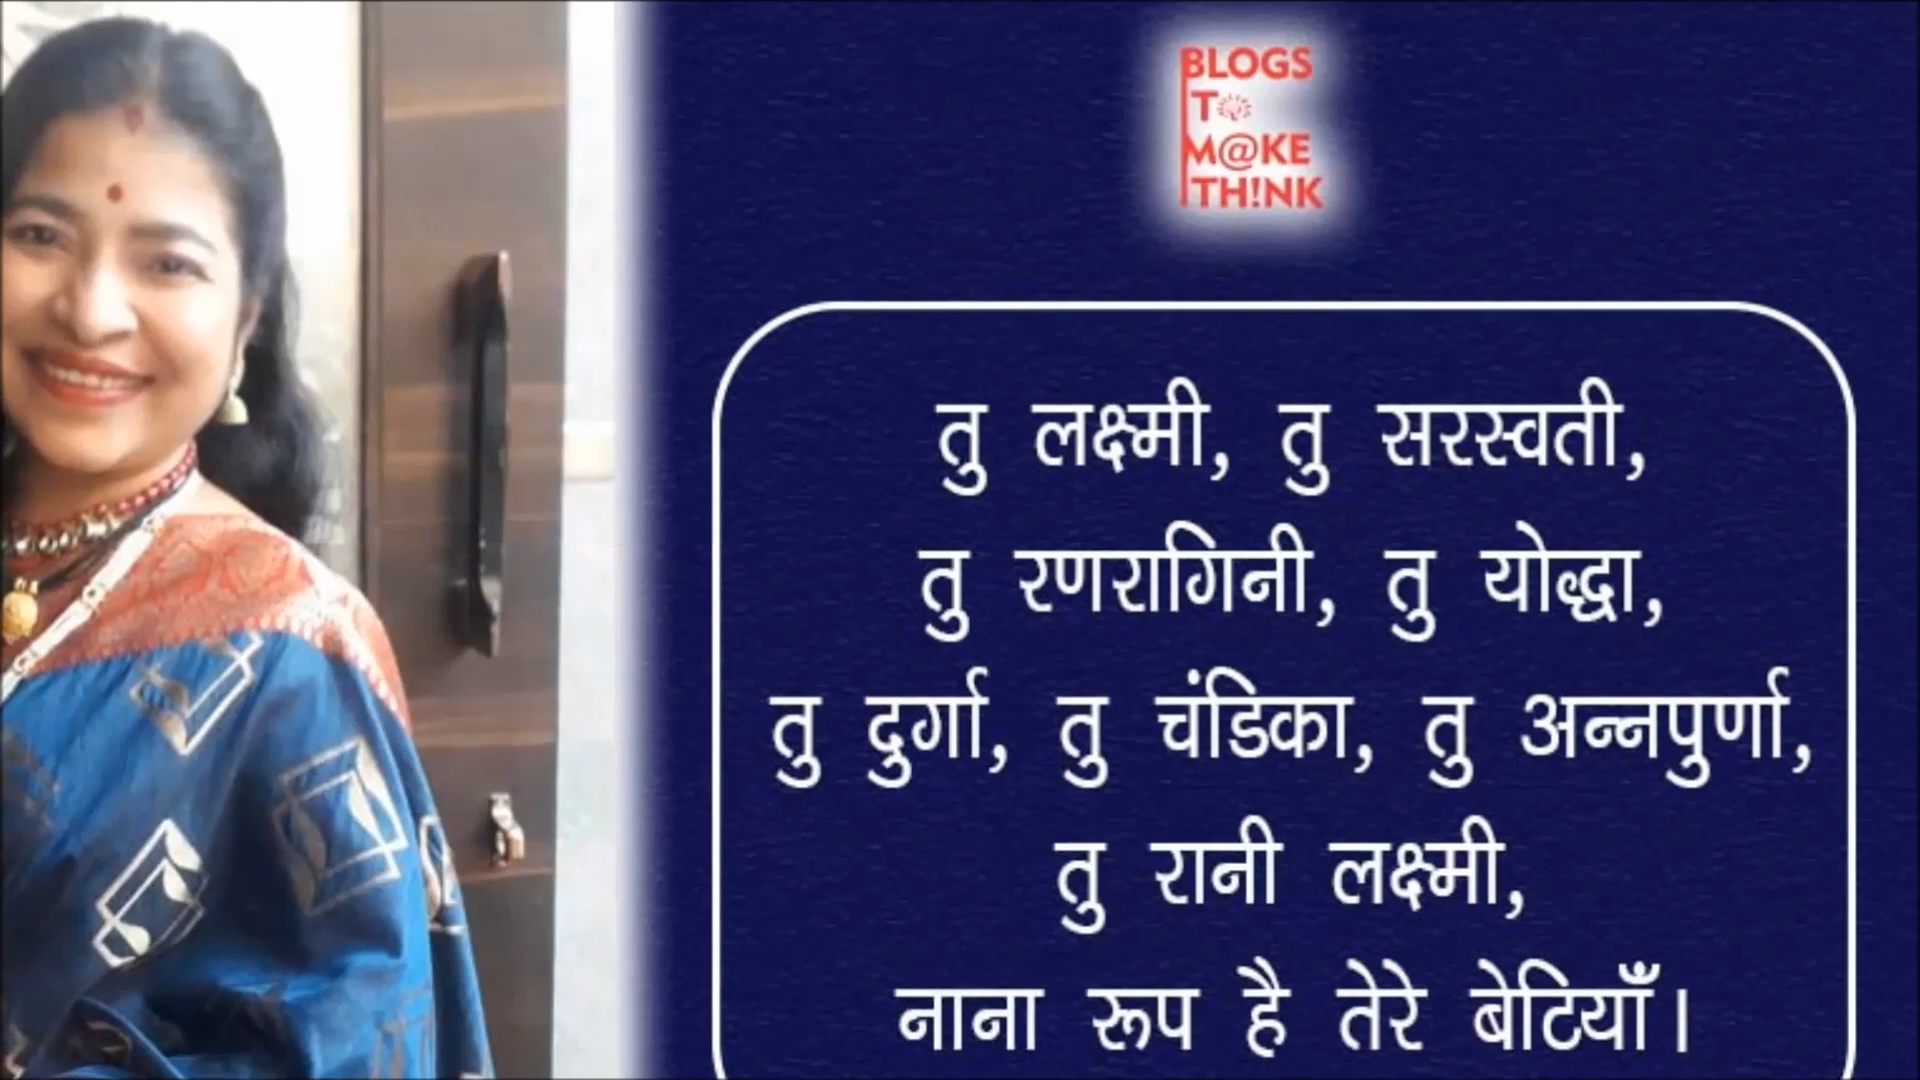 BLOGS
TO
M@KE
TH!NK
तु लक्ष्मी, तु सरस्वती,
तु रणरागिनी, तु योद्धा,
तु दुर्गा, तु चंडिका, तु अन्नपुर्णा,
तु रानी लक्ष्मी,
नाना रूप है तेरे बेटियाँ।